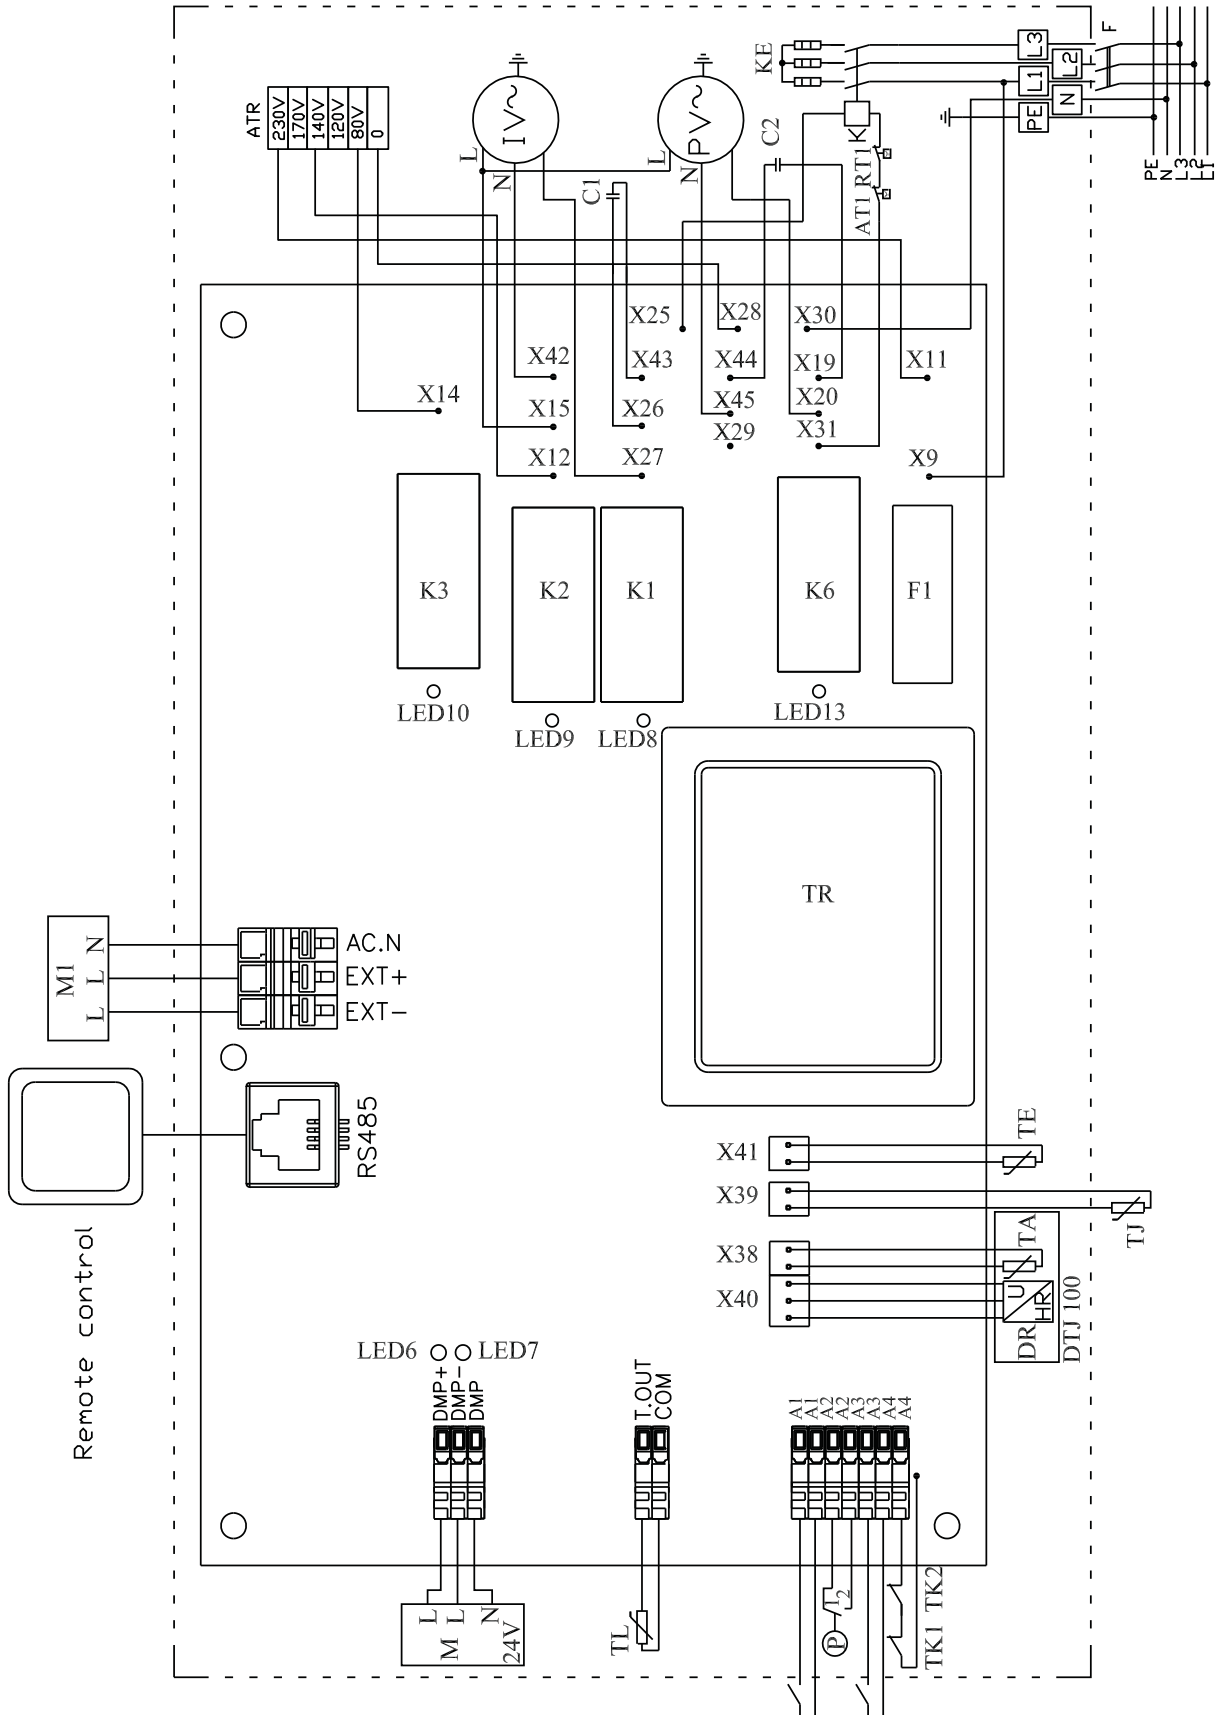 ATR
230V
170V
140V
120V
80V
0
IV~
L
N
PV~
L
N
C1
C2
KE
K
AT1 RT1
L3
L2
L1
N
PE
F
PE
N
L3
L2
L1
X25
X28
X30
X42
X43
X44
X19
X11
X14
X15
X26
X45
X20
X29
X31
X12
X27
X9
K3
K2
K1
K6
F1
LED10
LED9
LED8
LED13
TR
M1
N
L
L
AC.N
EXT+
EXT-
RS485
Remote control
X41
TE
X39
TJ
X38
TA
X40
U
HR
DR
DTJ 100
LED6
LED7
DMP+
DMP-
DMP
T.OUT
COM
A1
A1
A2
A2
A3
A3
A4
A4
M
L
L
N
24V
TL
P
2
TK1
TK2